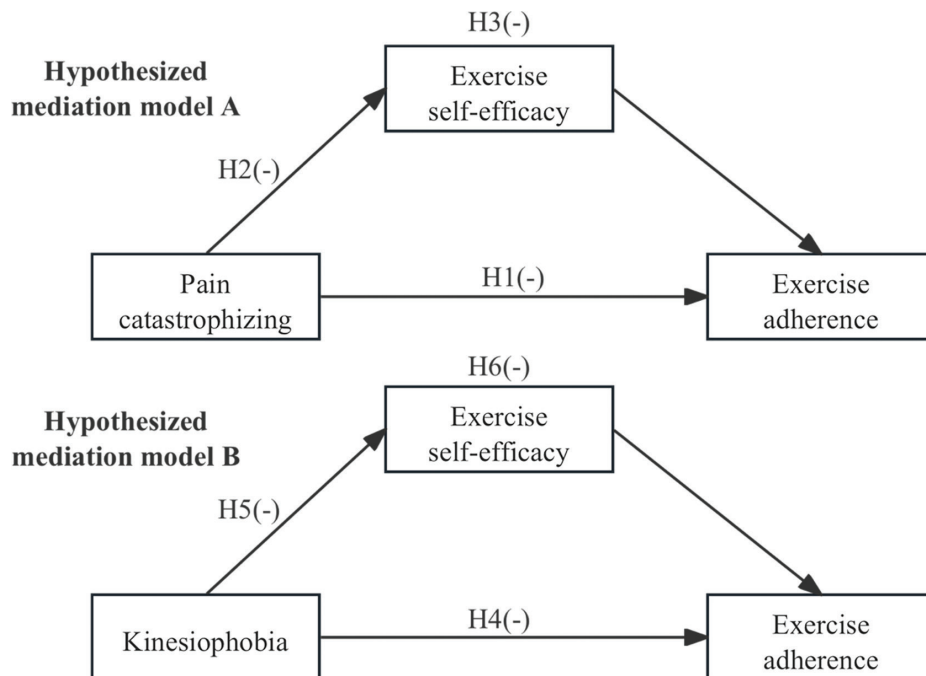 H3(-)
Hypothesized
mediation model A
Exercise
self-efficacy
H2(-)
Pain
catastrophizing
H1(-)
Exercise
adherence
H6(-)
Hypothesized
mediation model B
Exercise
self-efficacy
H5(-)
Kinesiophobia
H4(-)
Exercise
adherence